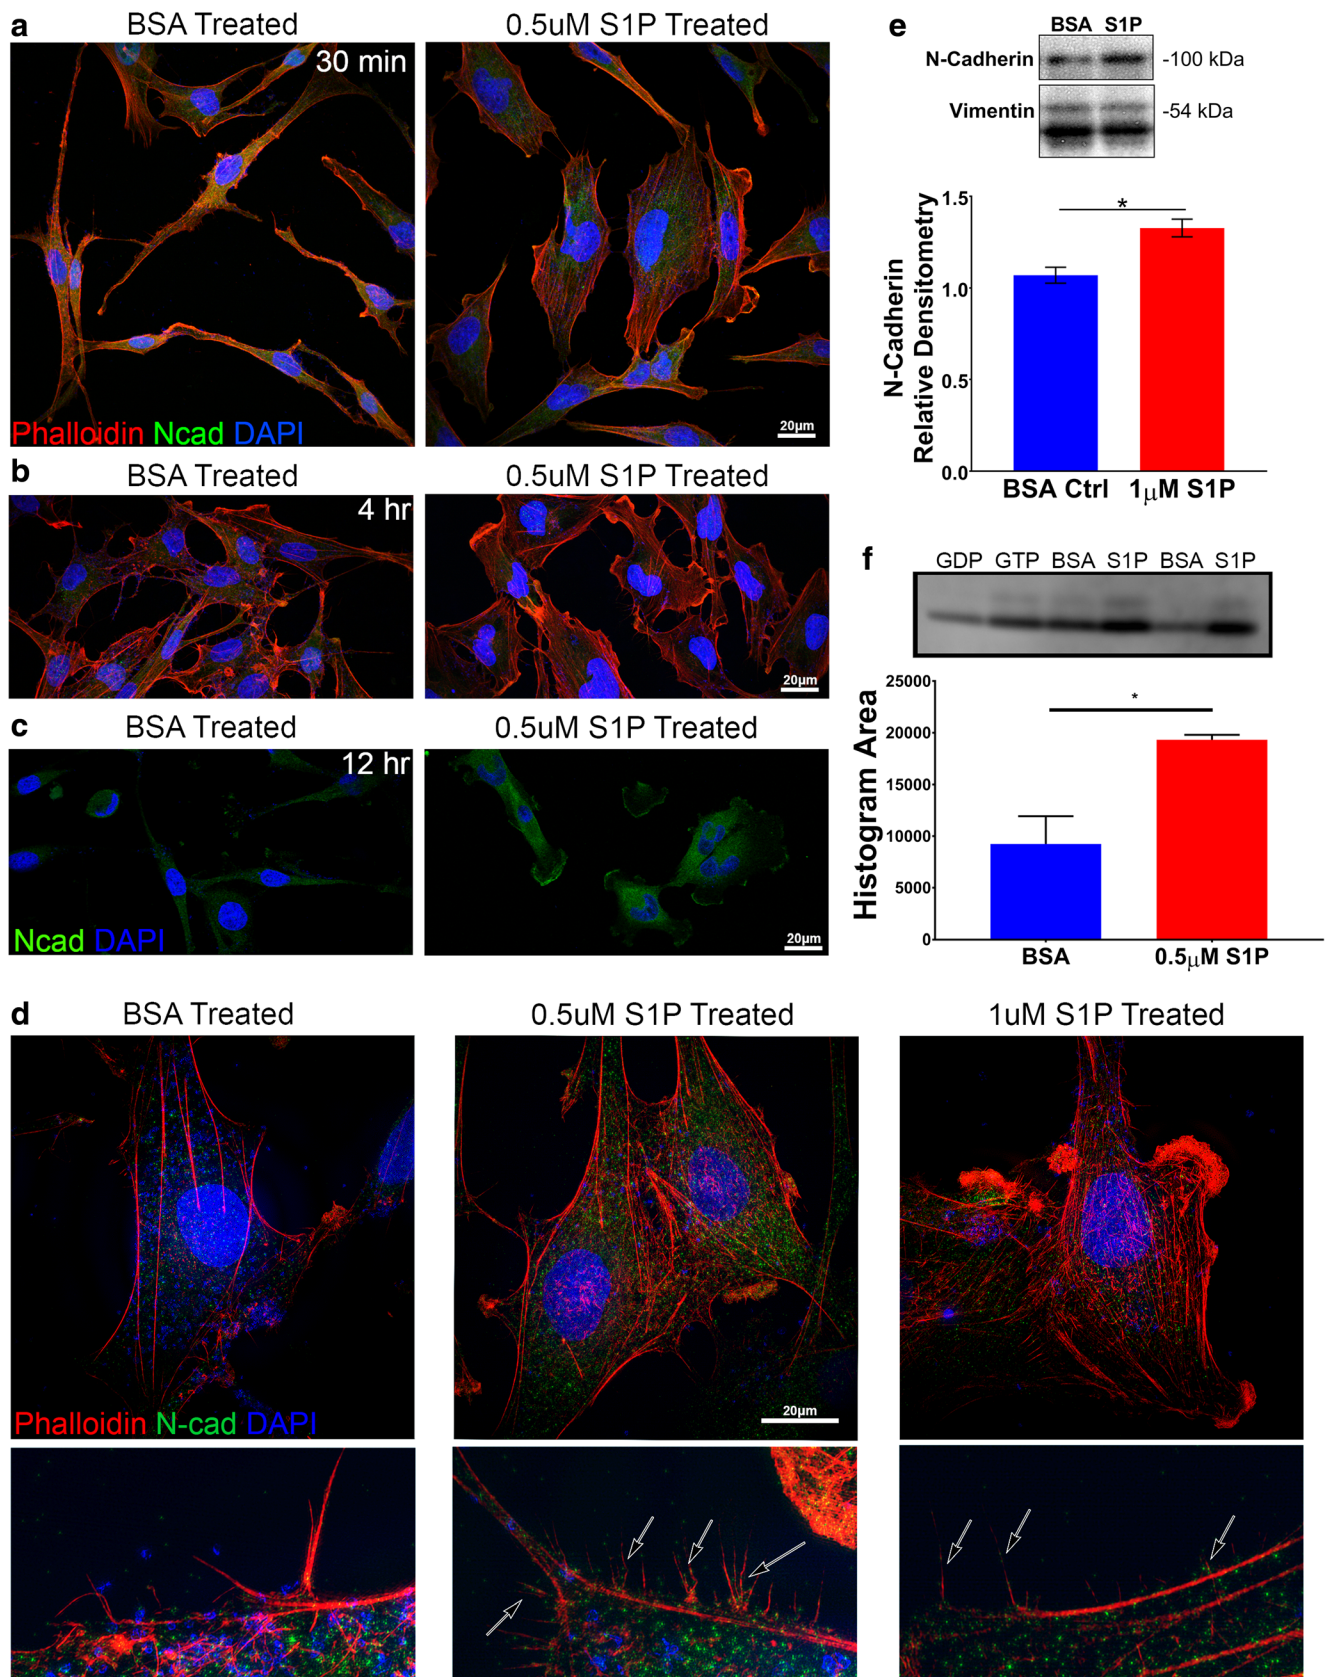 a
BSA Treated
0.5uM S1P Treated
30 min
Phalloidin Ncad DAPI
20µm
b
BSA Treated
0.5uM S1P Treated
4 hr
20µm
c
BSA Treated
0.5uM S1P Treated
12 hr
Ncad DAPI
20µm
d
BSA Treated
0.5uM S1P Treated
1uM S1P Treated
Phalloidin N-cad DAPI
20µm
e
BSA S1P
N-Cadherin
-100 kDa
Vimentin
-54 kDa
N-Cadherin
Relative Densitometry
1.5
1.0
0.5
0.0
*
BSA Ctrl
1µM S1P
f
GDP GTP BSA S1P BSA S1P
Histogram Area
25000
20000
15000
10000
5000
0
*
BSA
0.5µM S1P